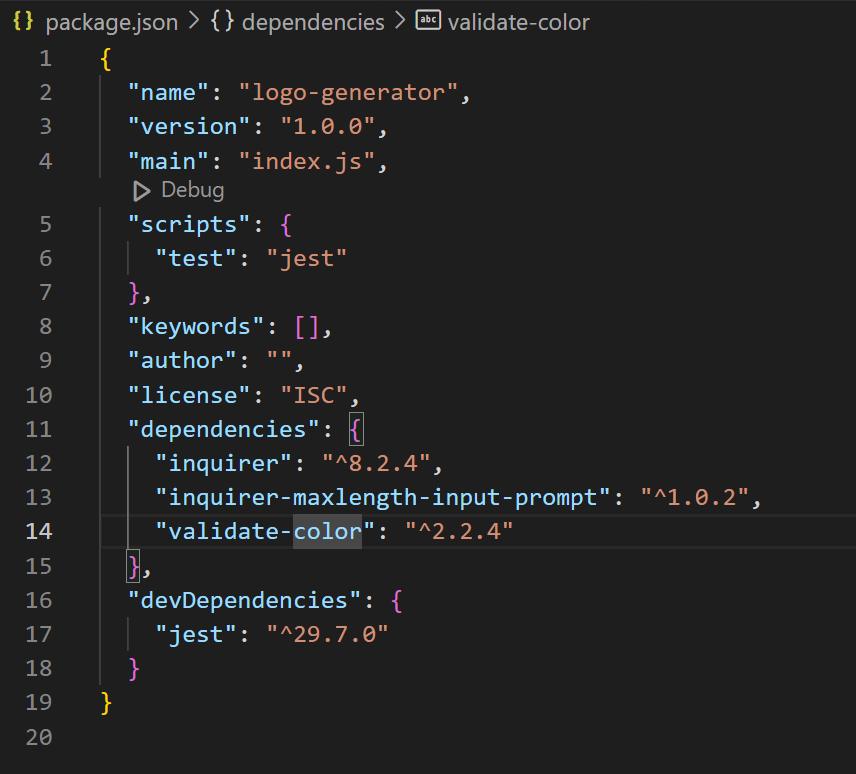 {} package.json > {} dependencies > abc validate-color
1 {
2 "name": "logo-generator",
3 "version": "1.0.0",
4 "main": "index.js",
Debug
5 "scripts": {
6 "test": "jest"
7 },
8 "keywords": [],
9 "author": "",
10 "license": "ISC",
11 "dependencies": {
12 "inquirer": "^8.2.4",
13 "inquirer-maxlength-input-prompt": "^1.0.2",
14 "validate-color": "^2.2.4"
15 },
16 "devDependencies": {
17 "jest": "^29.7.0"
18 }
19 }
20